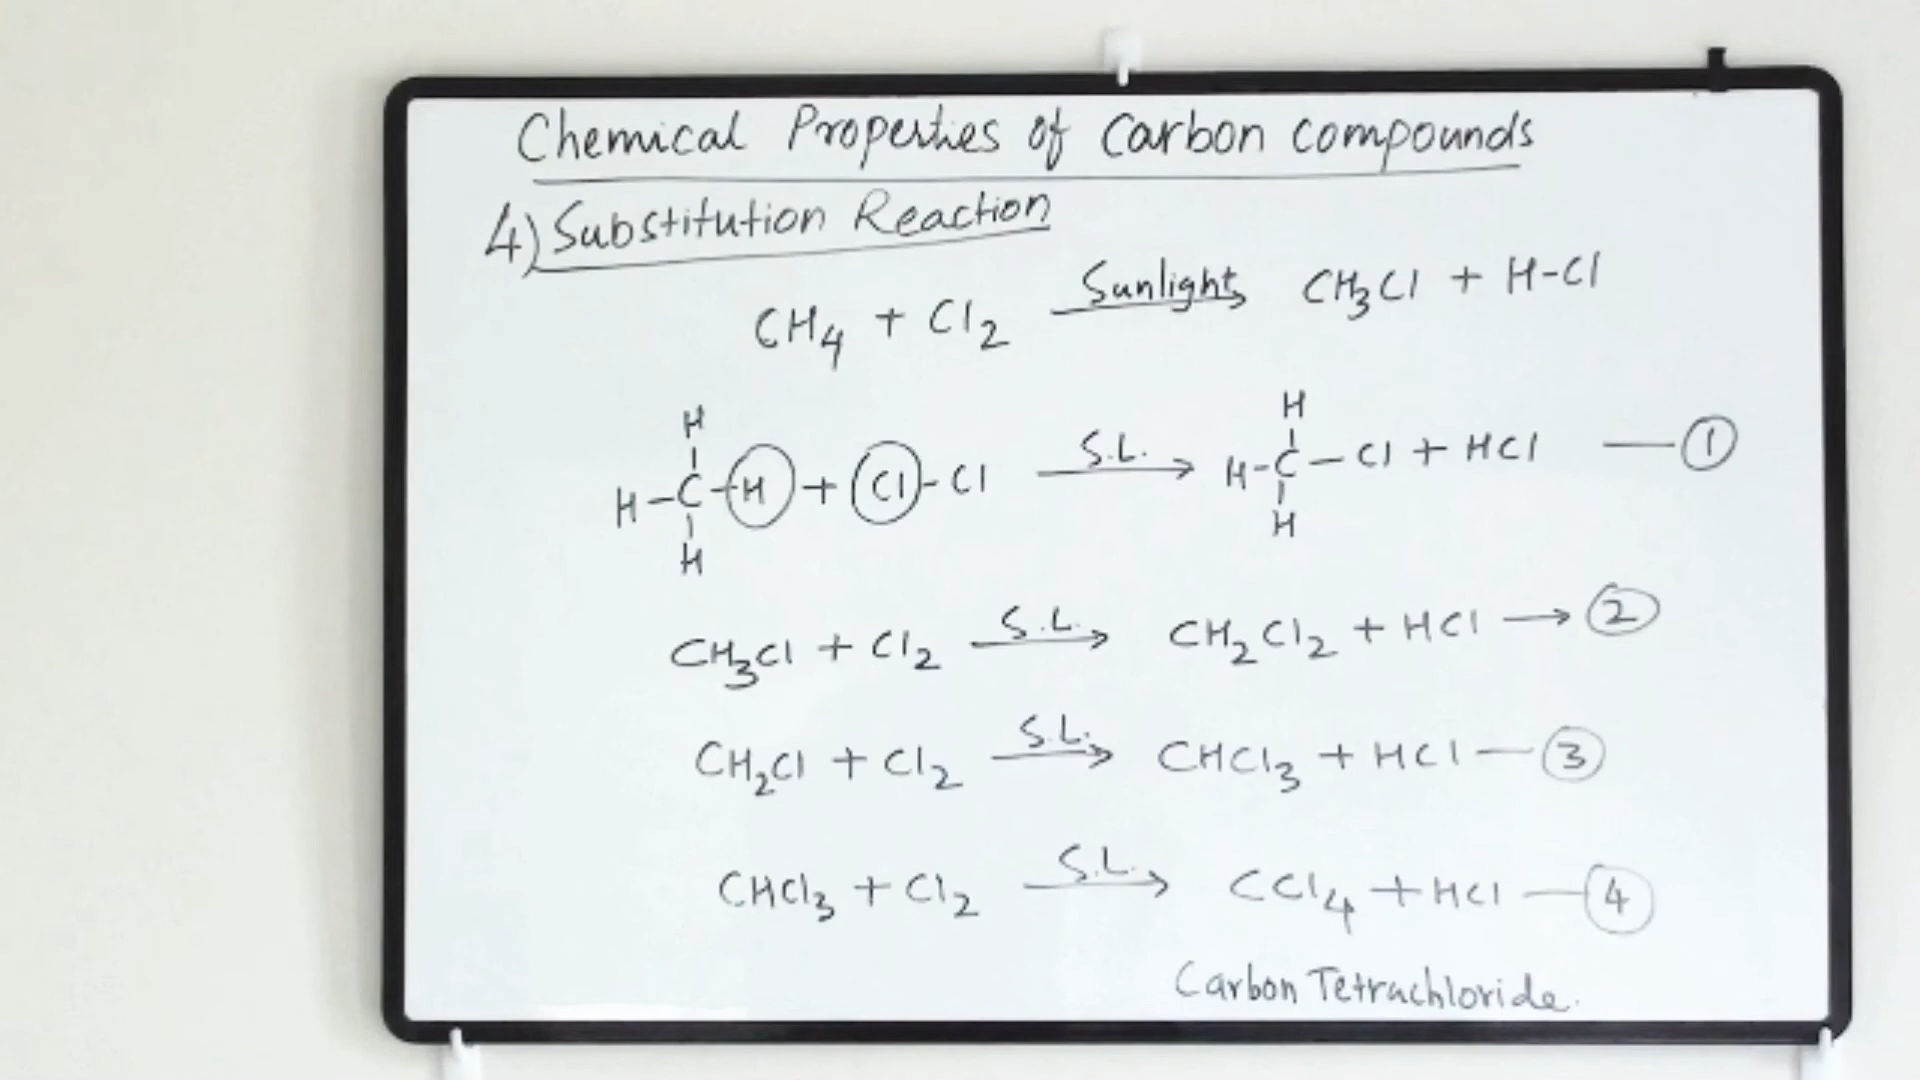 Chemical Properties of Carbon compounds
4) Substitution Reaction
CH₄ + Cl₂ Sunlight → CH₃Cl + H-Cl
H H
H-C-H + Cl-Cl S.L. → H-C-Cl + HCl — 1
H H
CH₃Cl + Cl₂ S.L. → CH₂Cl₂ + HCl → 2
CH₂Cl + Cl₂ S.L. → CHCl₃ + HCl — 3
CHCl₃ + Cl₂ S.L. → CCl₄ + HCl — 4
Carbon Tetrachloride.